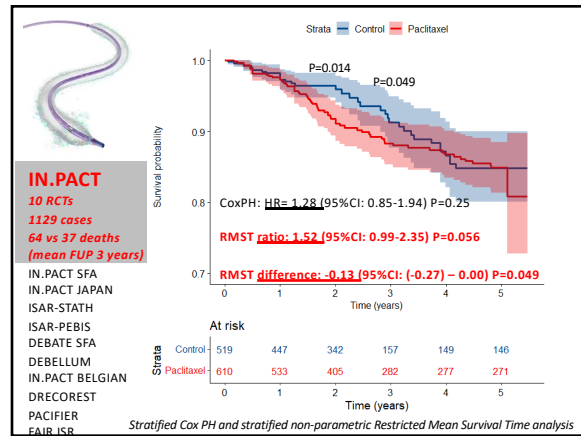 Strata Control Paclitaxel
P=0.014
P=0.049
Survival probability
1.0
0.9
0.8
0.7
CoxPH: HR= 1.28 (95%CI: 0.85-1.94) P=0.25
RMST ratio: 1.52 (95%CI: 0.99-2.35) P=0.056
RMST difference: -0.13 (95%CI: (-0.27) – 0.00) P=0.049
0 1 2 3 4 5
Time (years)
IN.PACT
10 RCTs
1129 cases
64 vs 37 deaths
(mean FUP 3 years)
IN.PACT SFA
IN.PACT JAPAN
ISAR-STATH
ISAR-PEBIS
DEBATE SFA
DEBELLUM
IN.PACT BELGIAN
DRECOREST
PACIFIER
FAIR ISR
At risk
Strata
Control 519 447 342 157 149 146
Paclitaxel 610 533 405 282 277 271
0 1 2 3 4 5
Time (years)
Stratified Cox PH and stratified non-parametric Restricted Mean Survival Time analysis